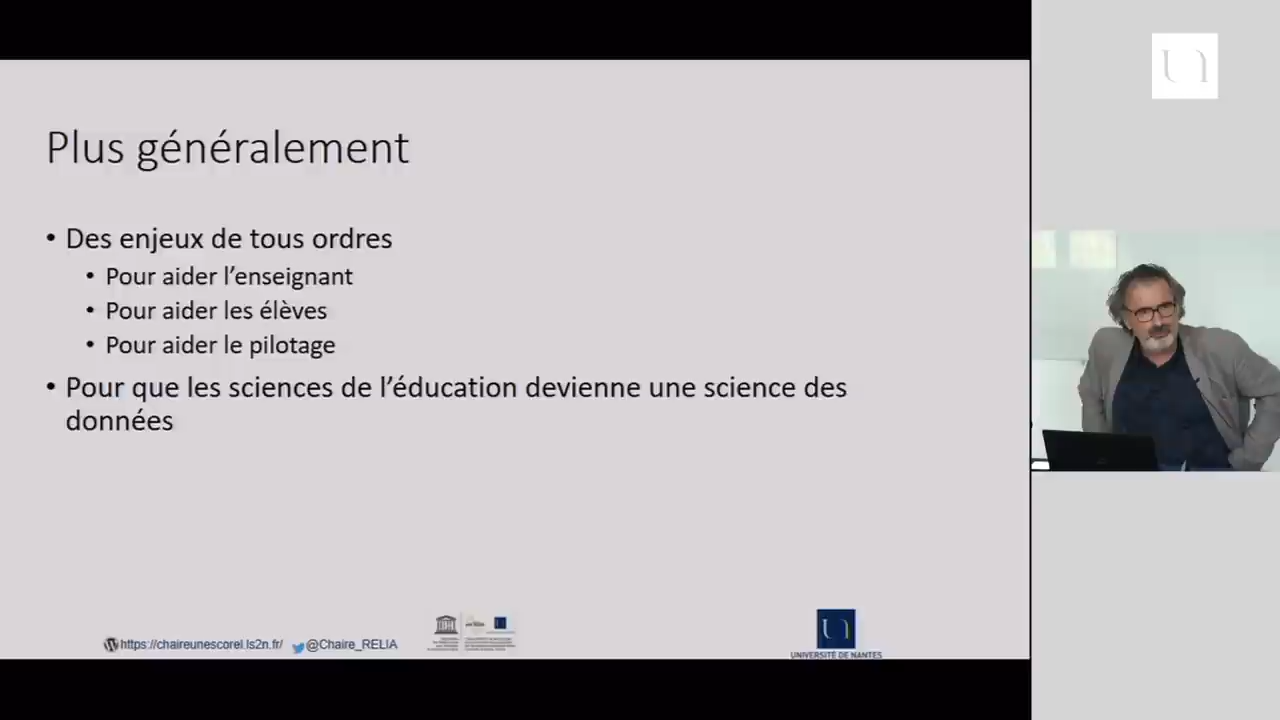 Plus généralement
• Des enjeux de tous ordres
• Pour aider l’enseignant
• Pour aider les élèves
• Pour aider le pilotage
• Pour que les sciences de l’éducation devienne une science des
données
https://chaireunescorel.ls2n.fr/
@Chaire_RELIA
UNIVERSITÉ DE NANTES